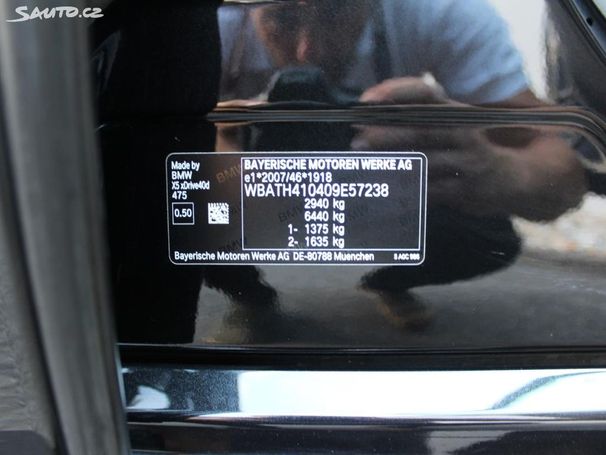 SAUTO.CZ
Made by
BMW
X5 xDrive40d
475
0.50
BAYERISCHE MOTOREN WERKE AG
e1*2007/46*1918
WBATH410409E57238
2940 kg
6440 kg
1- 1375 kg
2- 1635 kg
Bayerische Motoren Werke AG DE-80788 Muenchen